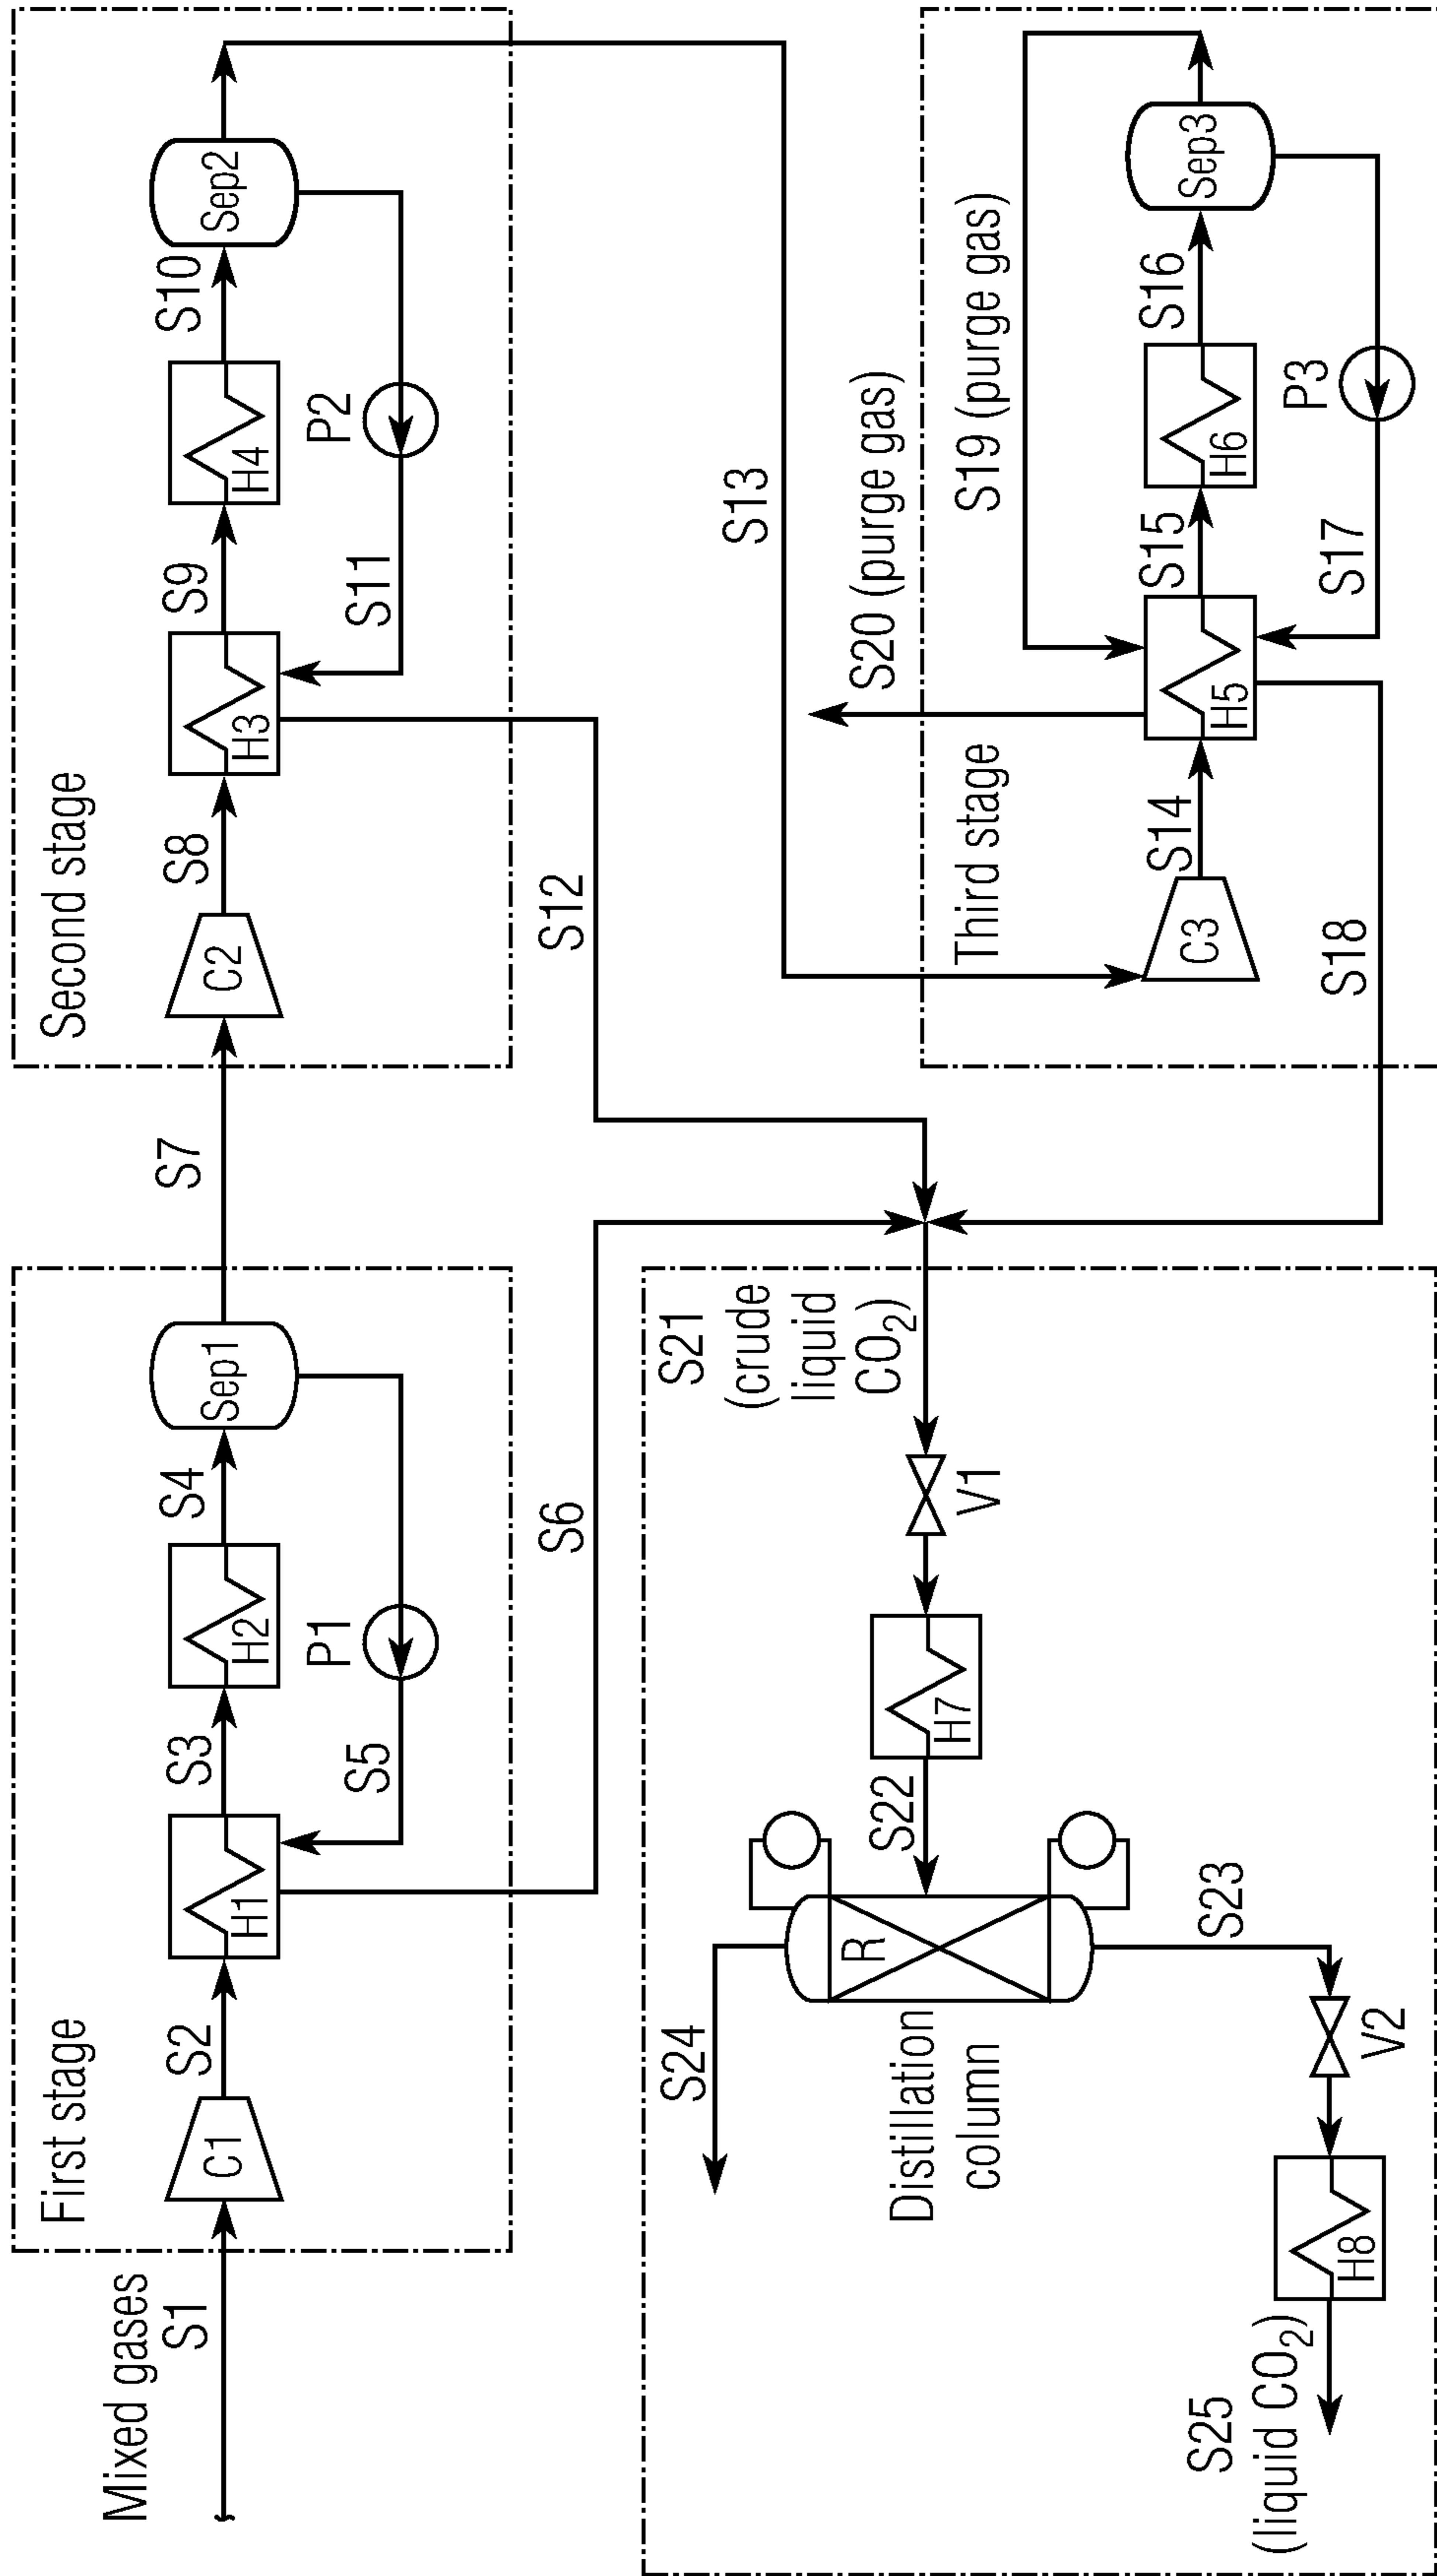 Mixed gases
S1
First stage
C1
S2
H1
S3
H2
S4
Sep1
P1
S5
S6
S7
Second stage
C2
S8
H3
S9
H4
S10
Sep2
P2
S11
S12
S13
Third stage
C3
S14
H5
S15
H6
S16
Sep3
P3
S17
S18
S19 (purge gas)
S20 (purge gas)
S21
(crude
liquid
CO₂)
V1
H7
S22
R
Distillation
column
S24
S23
V2
H8
S25
(liquid CO₂)